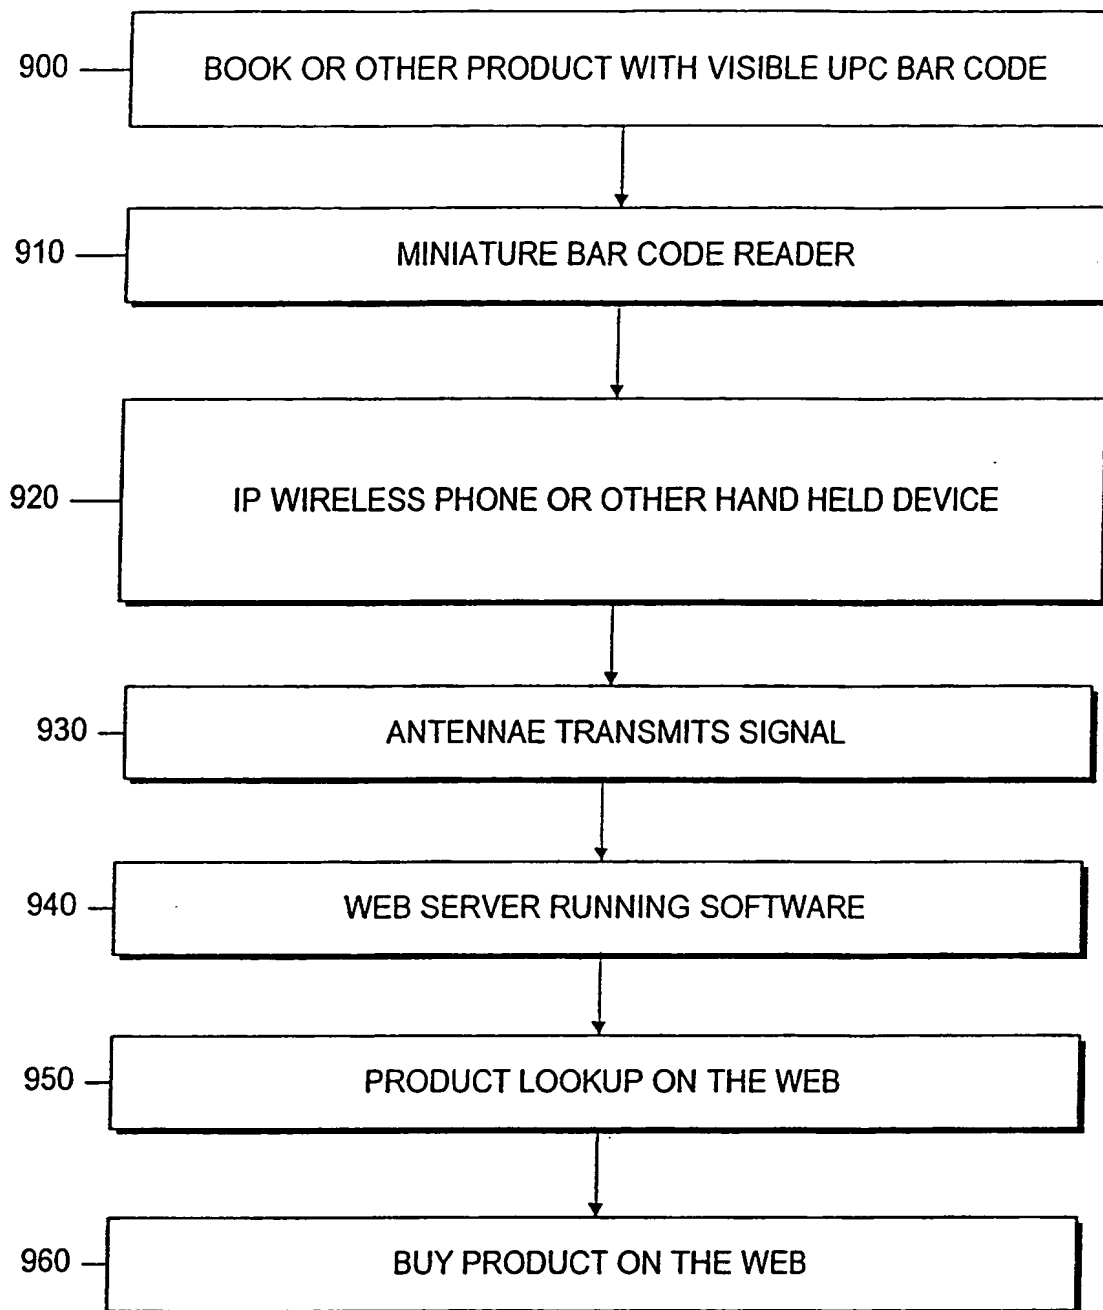 900 BOOK OR OTHER PRODUCT WITH VISIBLE UPC BAR CODE
910 MINIATURE BAR CODE READER
920 IP WIRELESS PHONE OR OTHER HAND HELD DEVICE
930 ANTENNAE TRANSMITS SIGNAL
940 WEB SERVER RUNNING SOFTWARE
950 PRODUCT LOOKUP ON THE WEB
960 BUY PRODUCT ON THE WEB